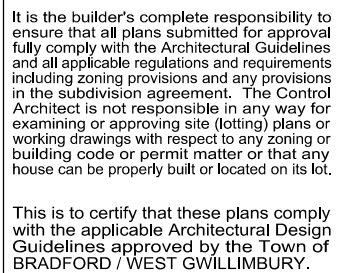 It is the builder's complete responsibility to
ensure that all plans submitted for approval
fully comply with the Architectural Guidelines
and all applicable regulations and requirements
including zoning provisions and any provisions
in the subdivision agreement. The Control
Architect is not responsible in any way for
examining or approving site (lotting) plans or
working drawings with respect to any zoning or
building code or permit matter or that any
house can be properly built or located on its lot.
This is to certify that these plans comply
with the applicable Architectural Design
Guidelines approved by the Town of
BRADFORD / WEST GWILLIMBURY.